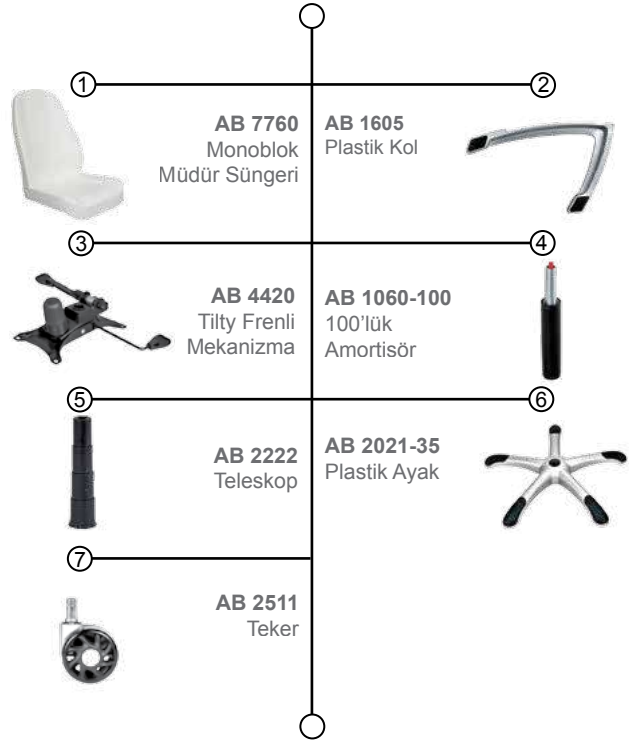 1
AB 7760
Monoblok
Müdür Süngeri
2
AB 1605
Plastik Kol
3
AB 4420
Tilty Frenli
Mekanizma
4
AB 1060-100
100’lük
Amortisör
5
AB 2222
Teleskop
6
AB 2021-35
Plastik Ayak
7
AB 2511
Teker